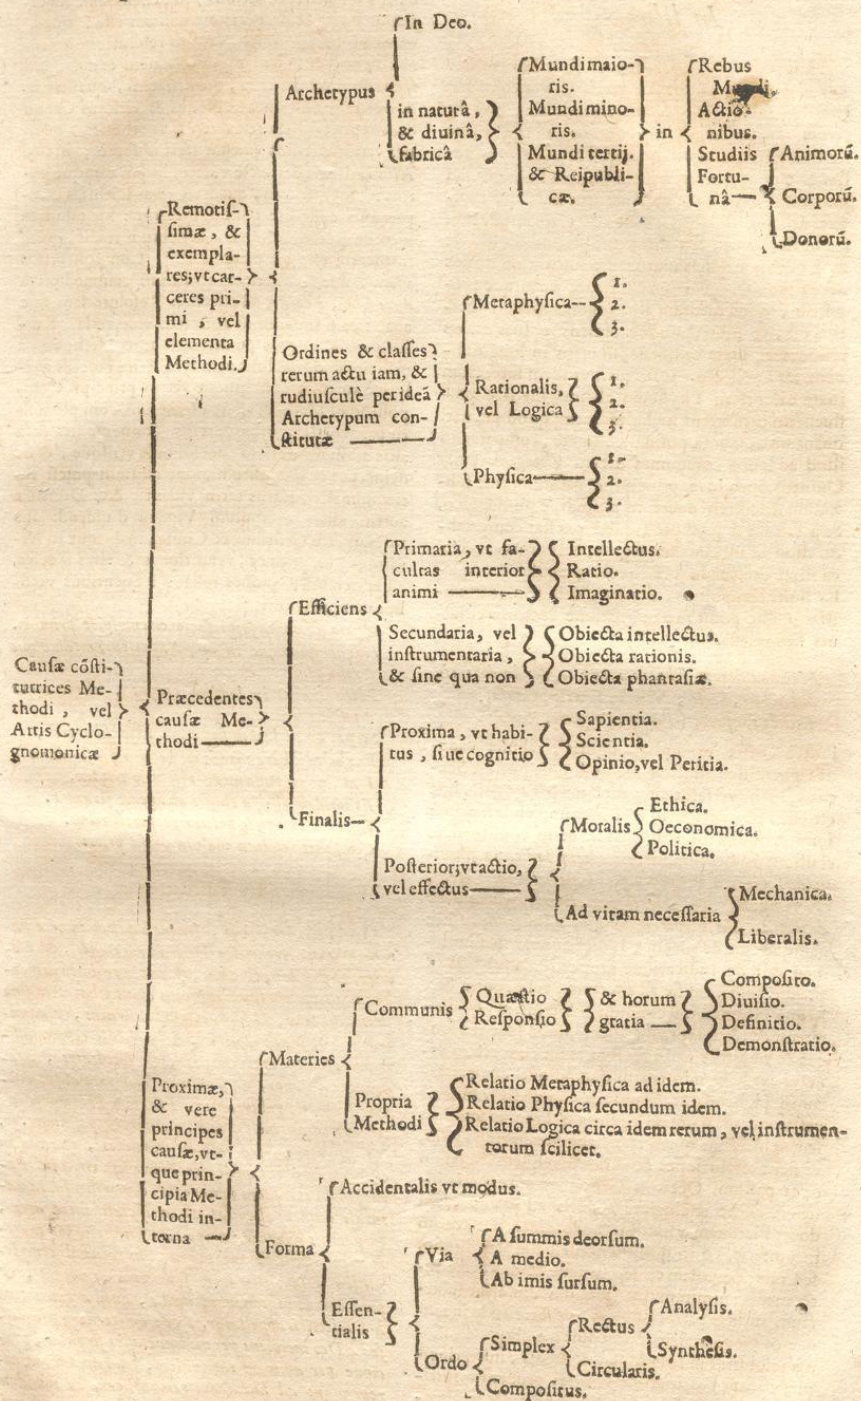 In Deo.
Archetypus
in naturâ,
& diuinâ,
fabricâ
Mundi maio-
ris.
Mundi mino-
ris.
Mundi tertij.
& Reipubli-
cæ.
in
Rebus
Mundi.
Actio-
nibus.
Studiis
Fortu-
nâ
Animorū.
Corporū.
Donorū.
Remotis-
simæ, &
exempla-
res; vt car-
ceres pri-
mi, vel
elementa
Methodi.
Ordines & classes
rerum actu iam, &
rudiusculè per ideā
Archetypum con-
stitutæ
Metaphysica
1.
2.
3.
Rationalis,
vel Logica
1.
2.
3.
Physica
1.
2.
3.
Causæ cōsti-
tutrices Me-
thodi, vel
Artis Cyclo-
gnomonicæ
Præcedentes
causæ Me-
thodi
Efficiens
Primaria, vt fa-
cultas interior
animi
Intellectus.
Ratio.
Imaginatio.
Secundaria, vel
instrumentaria,
& sine qua non
Obiecta intellectus.
Obiecta rationis.
Obiecta phantasiæ.
Finalis
Proxima, vt habi-
tus, siue cognitio
Sapientia.
Scientia.
Opinio, vel Peritia.
Posterior; vt actio,
vel effectus
Moralis
Ethica.
Oeconomica.
Politica.
Ad vitam necessaria
Mechanica.
Liberalis.
Proximæ,
& vere
principes
causæ, vt-
que prin-
cipia Me-
thodi in-
terna
Materies
Communis
Quæstio
Responsio
& horum
gratia
Compositio.
Diuisio.
Definitio.
Demonstratio.
Propria
Methodi
Relatio Metaphysica ad idem.
Relatio Physica secundum idem.
Relatio Logica circa idem rerum, vel instrumen-
torum scilicet.
Forma
Accidentalis vt modus.
Essen-
tialis
Via
A summis deorsum.
A medio.
Ab imis sursum.
Ordo
Simplex
Rectus
Analysis.
Synthesis.
Circularis.
Compositus.